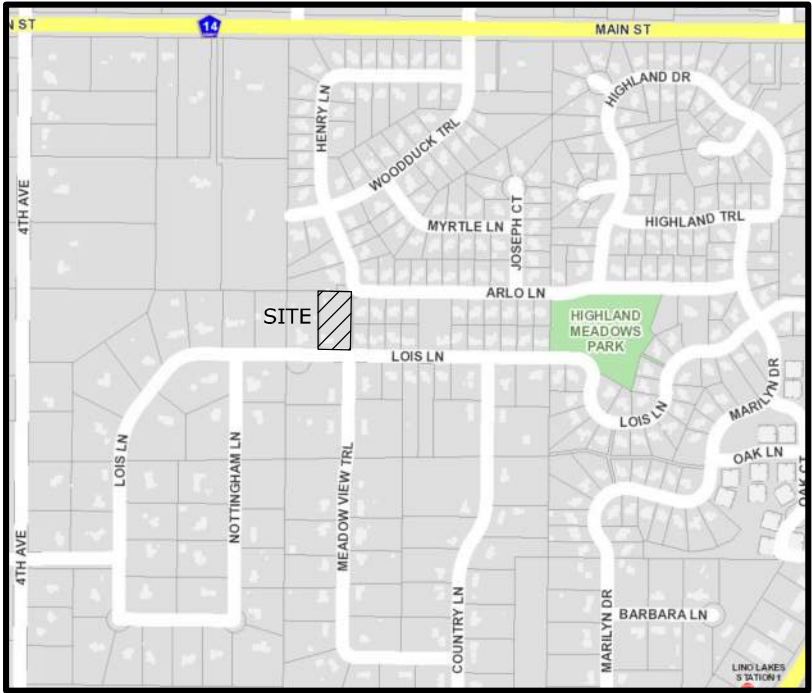 N ST
14
MAIN ST
HIGHLAND DR
HENRY LN
WOODDUCK TRL
4TH AVE
MYRTLE LN
JOSEPH CT
HIGHLAND TRL
ARLO LN
SITE
HIGHLAND
MEADOWS
PARK
LOIS LN
MARILYN DR
LOIS LN
LOIS LN
NOTTINGHAM LN
MEADOW VIEW TRL
OAK LN
OAK CT
4TH AVE
COUNTRY LN
MARILYN DR
BARBARA LN
LINO LAKES
STATION 1